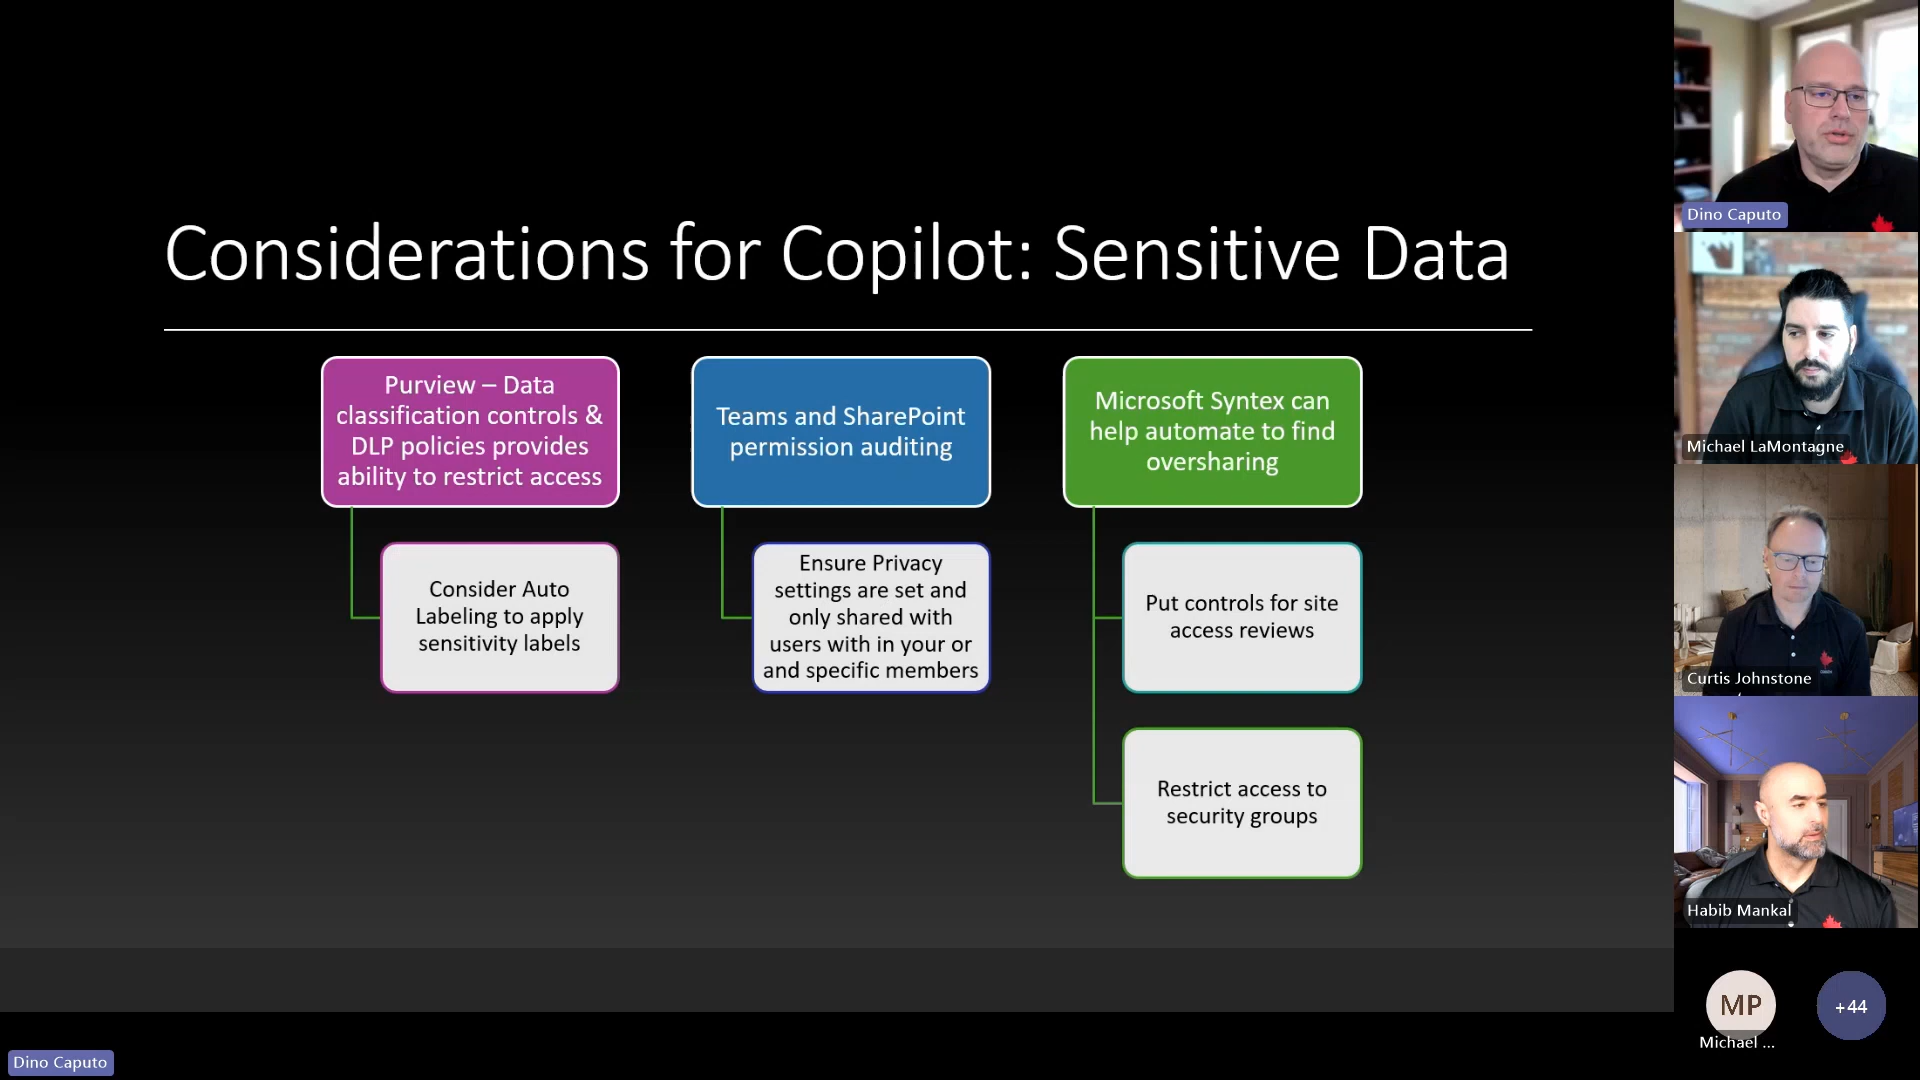 Considerations for Copilot: Sensitive Data
Purview – Data
classification controls &
DLP policies provides
ability to restrict access
Consider Auto
Labeling to apply
sensitivity labels
Teams and SharePoint
permission auditing
Ensure Privacy
settings are set and
only shared with
users with in your or
and specific members
Microsoft Syntex can
help automate to find
oversharing
Put controls for site
access reviews
Restrict access to
security groups
Dino Caputo
Michael LaMontagne
Curtis Johnstone
Habib Mankal
MP
Michael ...
+44
Dino Caputo